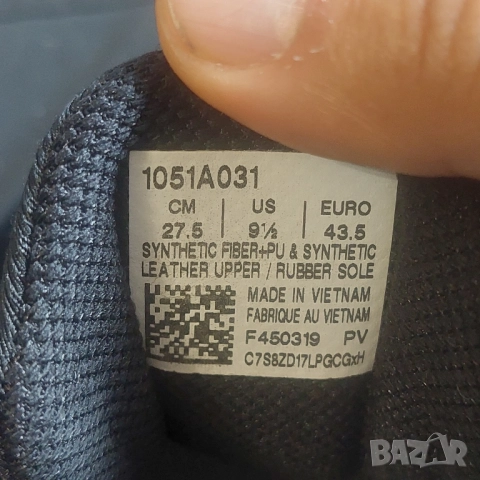 1051A031
CM | US | EURO
27.5 | 9½ | 43.5
SYNTHETIC FIBER+PU & SYNTHETIC
LEATHER UPPER / RUBBER SOLE
MADE IN VIETNAM
FABRIQUE AU VIETNAM
F450319 PV
C7S8ZD17LPGCGxH
BAZAR